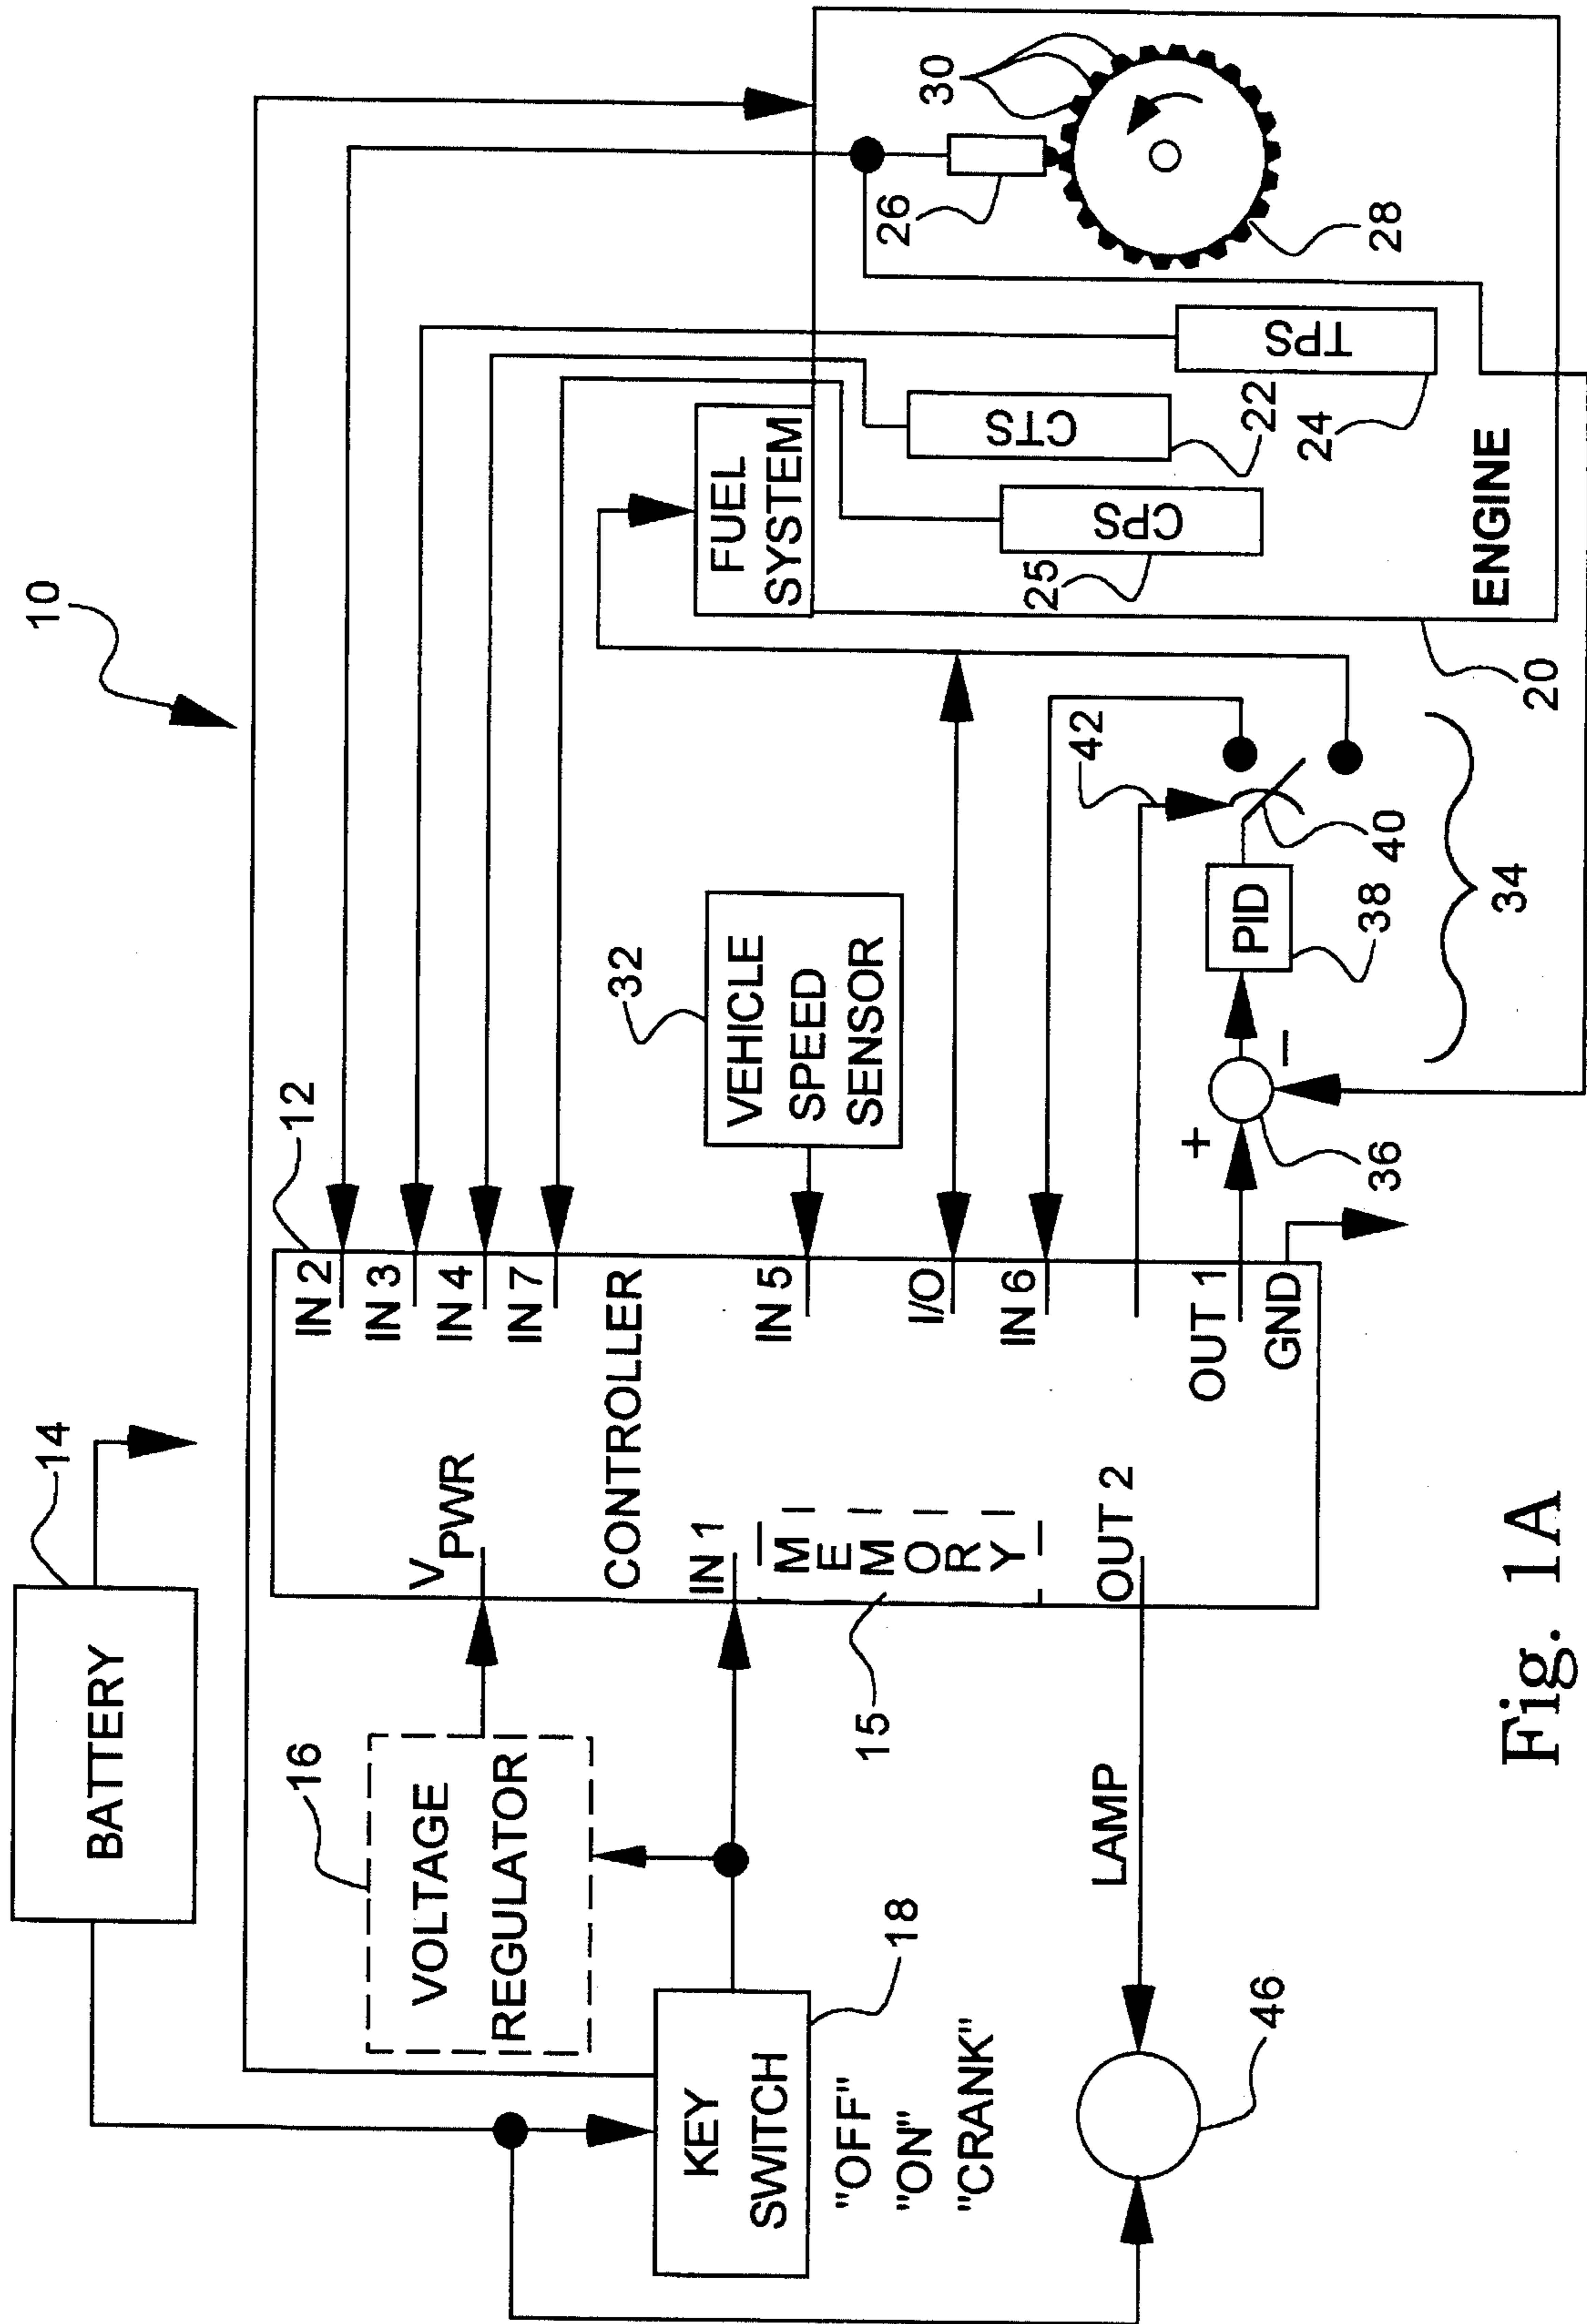 10
BATTERY
14
16
VOLTAGE
REGULATOR
KEY
SWITCH
18
"OFF"
"ON"
"CRANK"
12
V PWR
CONTROLLER
IN 1
MEMORY
15
OUT 2
LAMP
46
IN 2
IN 3
IN 4
IN 7
IN 5
I/O
IN 6
OUT 1
GND
32
VEHICLE
SPEED
SENSOR
+
−
36
PID
38
40
42
34
FUEL
SYSTEM
CPS
25
CTS
22
TPS
24
26
28
30
ENGINE
20
Fig. 1A